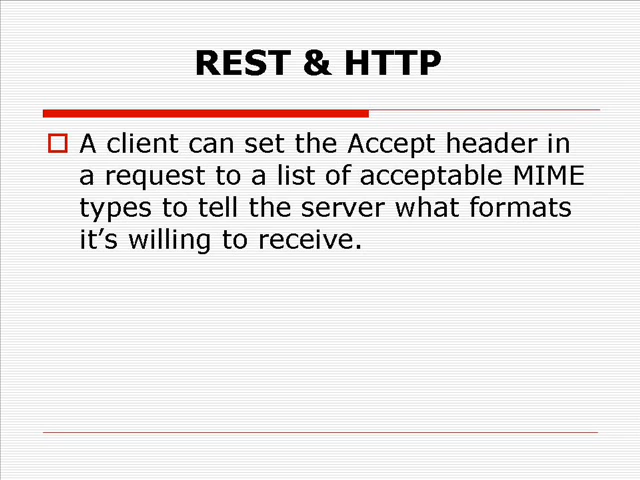 REST & HTTP
A client can set the Accept header in
a request to a list of acceptable MIME
types to tell the server what formats
it’s willing to receive.